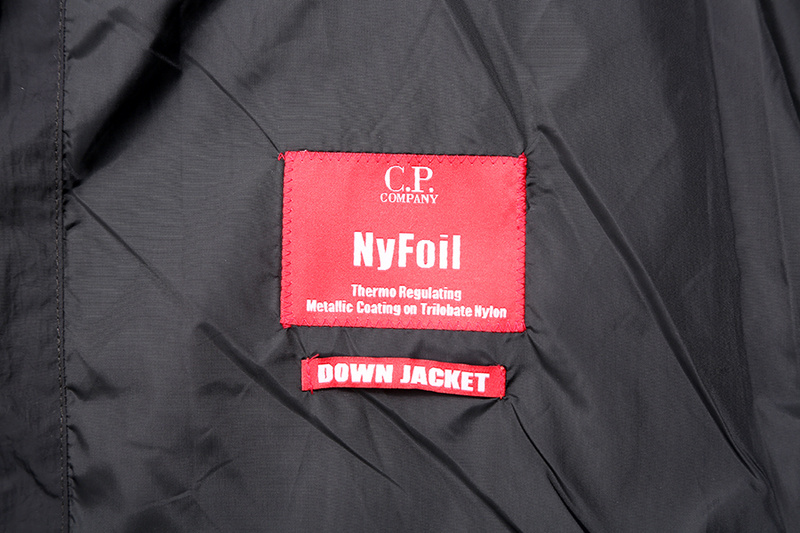 C.P.
COMPANY
NyFoil
Thermo Regulating
Metallic Coating on Trilobate Nylon
DOWN JACKET